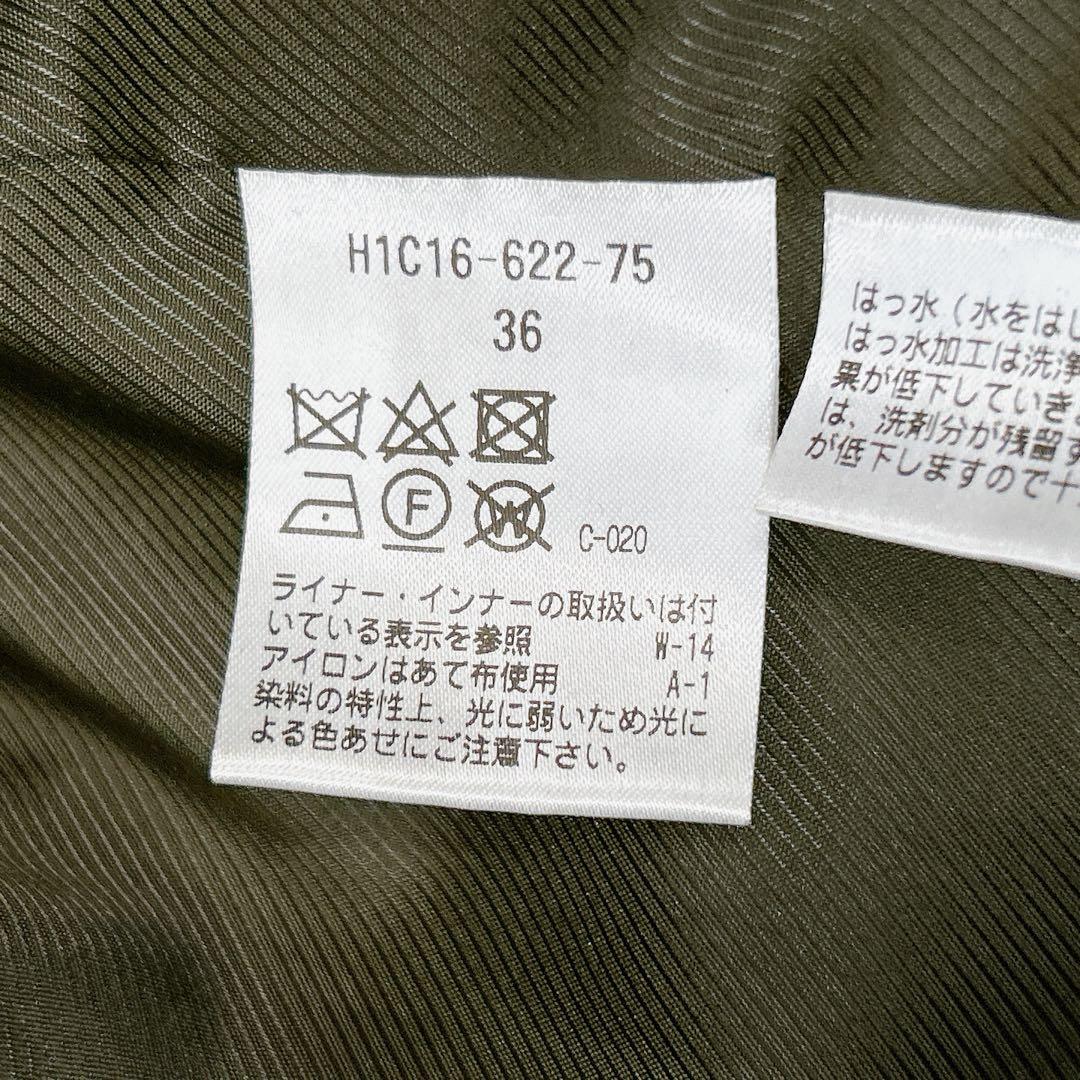 H1C16-622-75
36
F
W
C-020
ライナー・インナーの取扱いは付
いている表示を参照 W-14
アイロンはあて布使用 A-1
染料の特性上、光に弱いため光に
よる色あせにご注意下さい。
はっ水（水をはし
はっ水加工は洗浄
果が低下していき
は、洗剤分が残留す
が低下しますので十